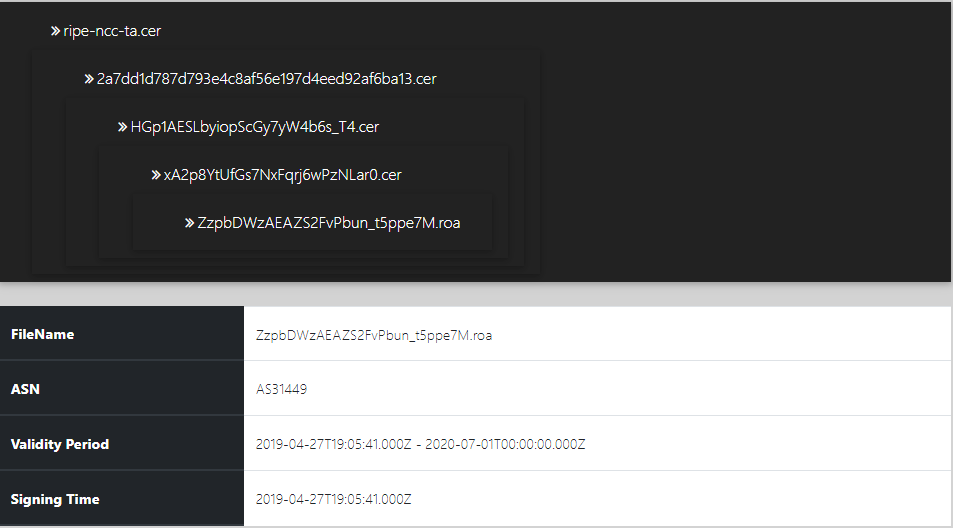 » ripe-ncc-ta.cer
» 2a7dd1d787d793e4c8af56e197d4eed92af6ba13.cer
» HGp1AESLbyiopScGy7yW4b6s_T4.cer
» xA2p8YtUfGs7NxFqrj6wPzNLar0.cer
» ZzpbDWzAEAZS2FvPbun_t5ppe7M.roa
FileName ZzpbDWzAEAZS2FvPbun_t5ppe7M.roa
ASN AS31449
Validity Period 2019-04-27T19:05:41.000Z - 2020-07-01T00:00:00.000Z
Signing Time 2019-04-27T19:05:41.000Z